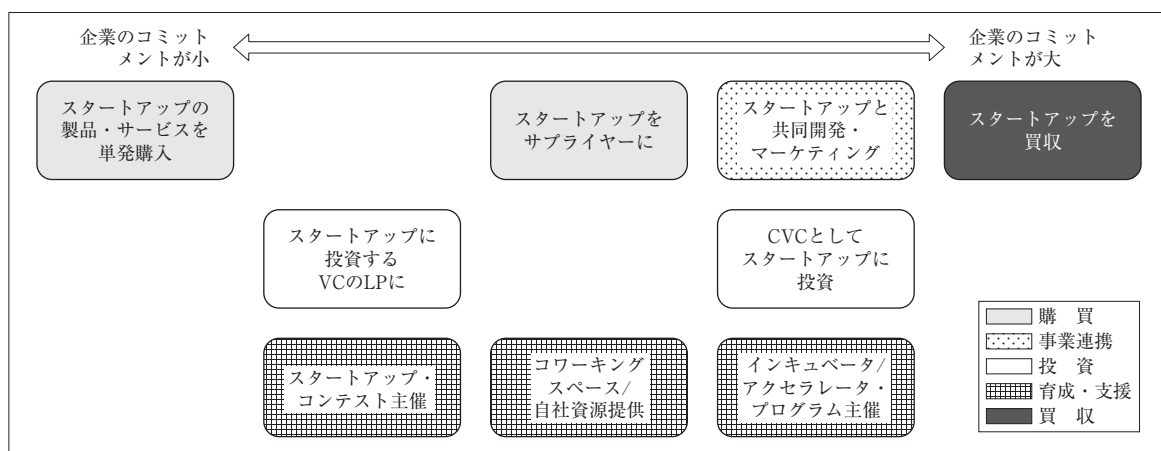 企業のコミット
メントが小
企業のコミット
メントが大
スタートアップの
製品・サービスを
単発購入
スタートアップを
サプライヤーに
スタートアップと
共同開発・
マーケティング
スタートアップを
買収
スタートアップに
投資する
VCのLPに
CVCとして
スタートアップに
投資
スタートアップ・
コンテスト主催
コワーキング
スペース/
自社資源提供
インキュベータ/
アクセラレータ・
プログラム主催
購　買
事業連携
投　資
育成・支援
買　収